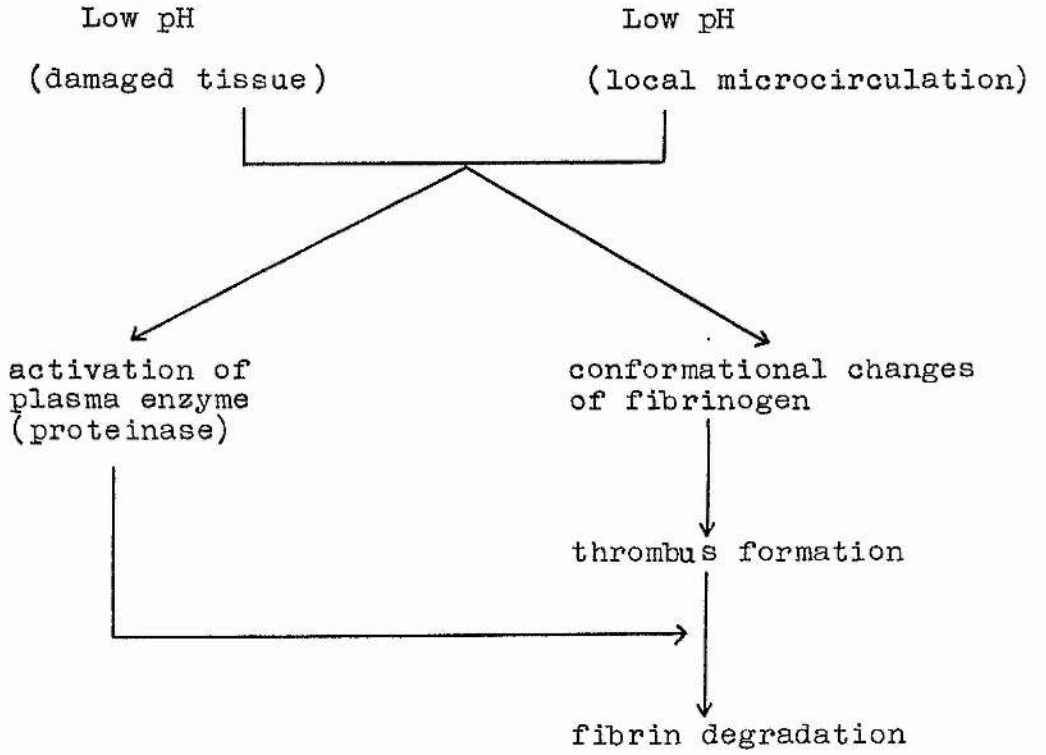 Low pH
Low pH
(damaged tissue)
(local microcirculation)
activation of
plasma enzyme
(proteinase)
conformational changes
of fibrinogen
thrombus formation
fibrin degradation